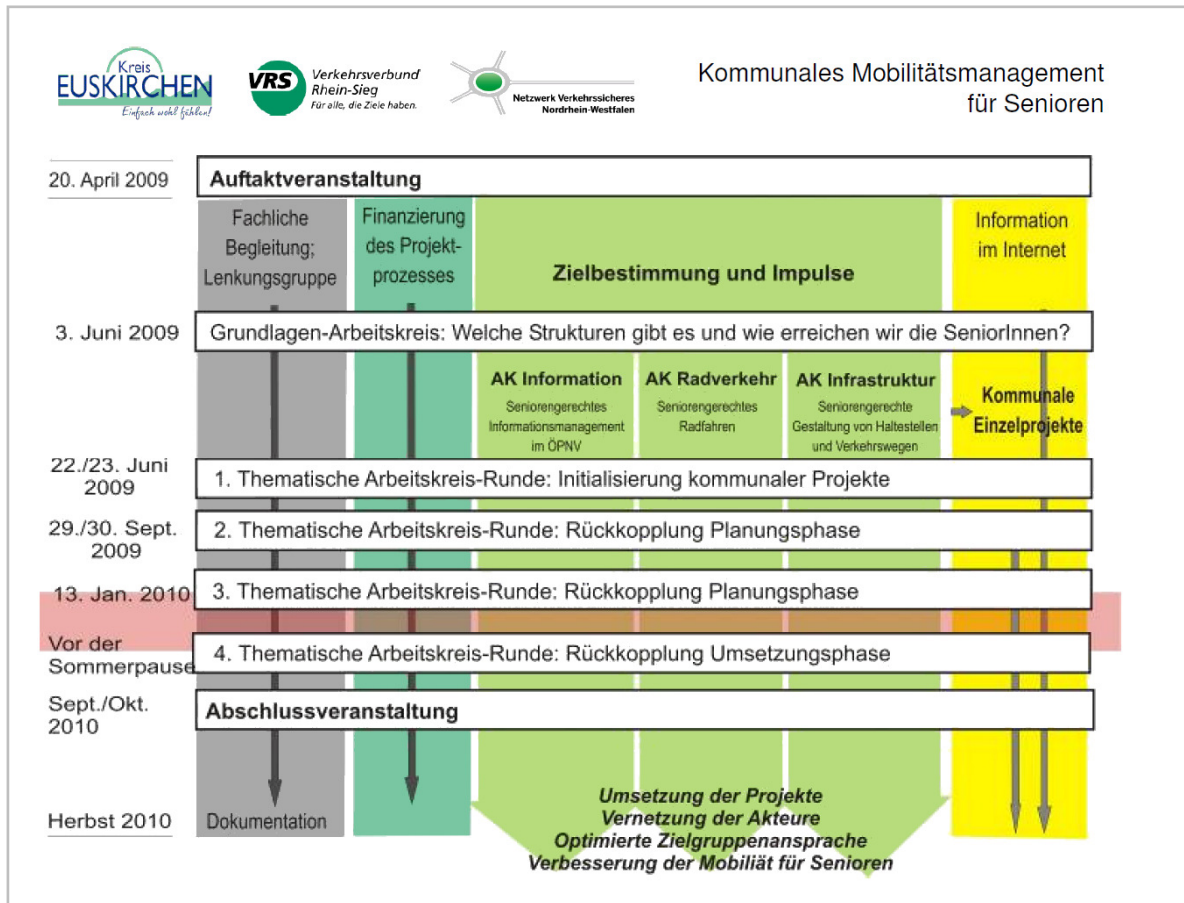 Kreis
EUSKIRCHEN
Einfach wohl fühlen!
VRS
Verkehrsverbund
Rhein-Sieg
Für alle, die Ziele haben.
Netzwerk Verkehrssicheres
Nordrhein-Westfalen
Kommunales Mobilitätsmanagement
für Senioren
20. April 2009
Auftaktveranstaltung
Fachliche
Begleitung;
Lenkungsgruppe
Finanzierung
des Projekt-
prozesses
Zielbestimmung und Impulse
Information
im Internet
3. Juni 2009
Grundlagen-Arbeitskreis: Welche Strukturen gibt es und wie erreichen wir die SeniorInnen?
AK Information
Seniorengerechtes
Informationsmanagement
im ÖPNV
AK Radverkehr
Seniorengerechtes
Radfahren
AK Infrastruktur
Seniorengerechte
Gestaltung von Haltestellen
und Verkehrswegen
Kommunale
Einzelprojekte
22./23. Juni
2009
1. Thematische Arbeitskreis-Runde: Initialisierung kommunaler Projekte
29./30. Sept.
2009
2. Thematische Arbeitskreis-Runde: Rückkopplung Planungsphase
13. Jan. 2010
3. Thematische Arbeitskreis-Runde: Rückkopplung Planungsphase
Vor der
Sommerpause
4. Thematische Arbeitskreis-Runde: Rückkopplung Umsetzungsphase
Sept./Okt.
2010
Abschlussveranstaltung
Herbst 2010
Dokumentation
Umsetzung der Projekte
Vernetzung der Akteure
Optimierte Zielgruppenansprache
Verbesserung der Mobiliät für Senioren